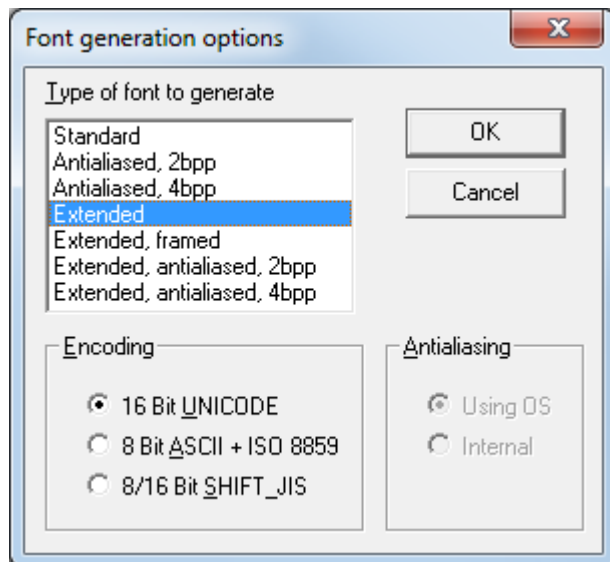 Font generation options
Type of font to generate
Standard
Antialiased, 2bpp
Antialiased, 4bpp
Extended
Extended, framed
Extended, antialiased, 2bpp
Extended, antialiased, 4bpp
OK
Cancel
Encoding
16 Bit UNICODE
8 Bit ASCII + ISO 8859
8/16 Bit SHIFT_JIS
Antialiasing
Using OS
Internal